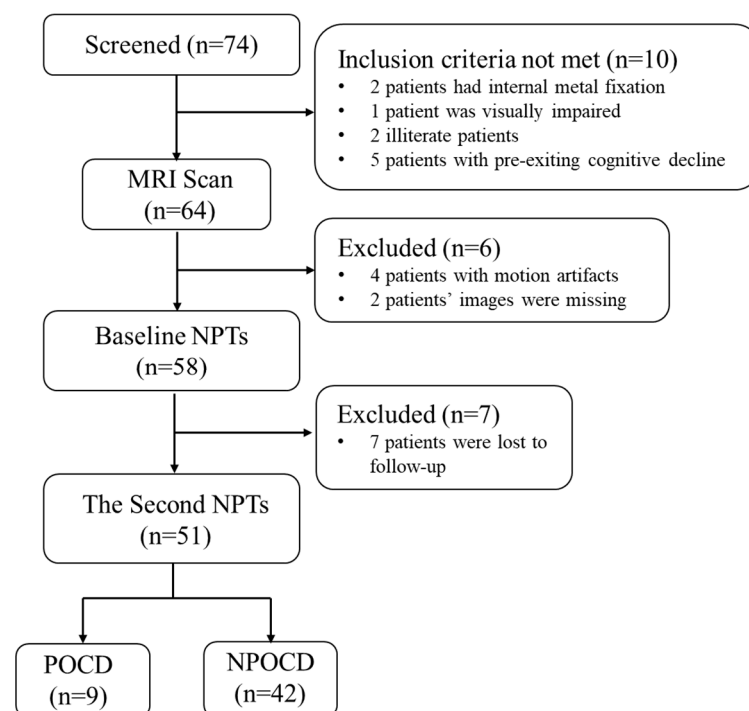 Screened (n=74)
Inclusion criteria not met (n=10)
• 2 patients had internal metal fixation
• 1 patient was visually impaired
• 2 illiterate patients
• 5 patients with pre-exiting cognitive decline
MRI Scan
(n=64)
Excluded (n=6)
• 4 patients with motion artifacts
• 2 patients’ images were missing
Baseline NPTs
(n=58)
Excluded (n=7)
• 7 patients were lost to
follow-up
The Second NPTs
(n=51)
POCD
(n=9)
NPOCD
(n=42)